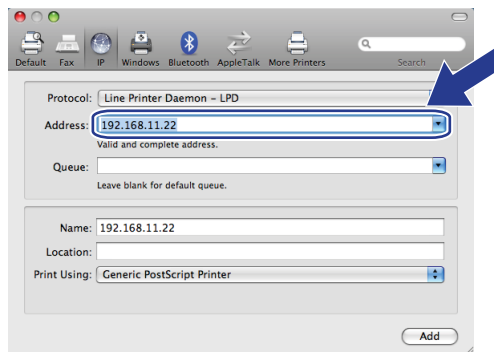 Default Fax IP Windows Bluetooth AppleTalk More Printers Search
Protocol: Line Printer Daemon – LPD
Address: 192.168.11.22
Valid and complete address.
Queue:
Leave blank for default queue.
Name: 192.168.11.22
Location:
Print Using: Generic PostScript Printer
Add